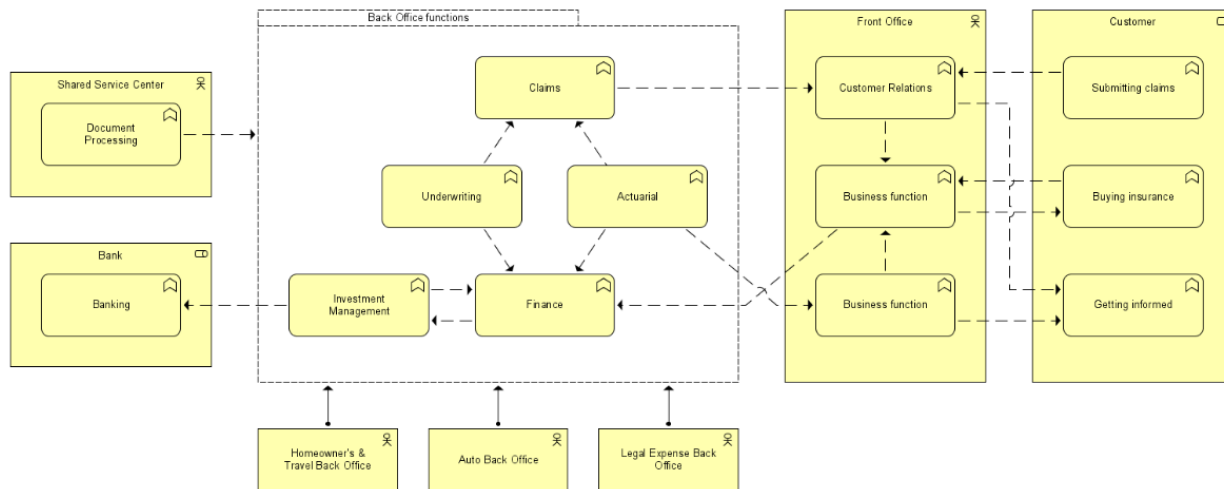 Back Office functions
Front Office
Customer
Shared Service Center
Document
Processing
Claims
Customer Relations
Submitting claims
Underwriting
Actuarial
Business function
Buying insurance
Bank
Banking
Investment
Management
Finance
Business function
Getting informed
Homeowner's &
Travel Back Office
Auto Back Office
Legal Expense Back
Office